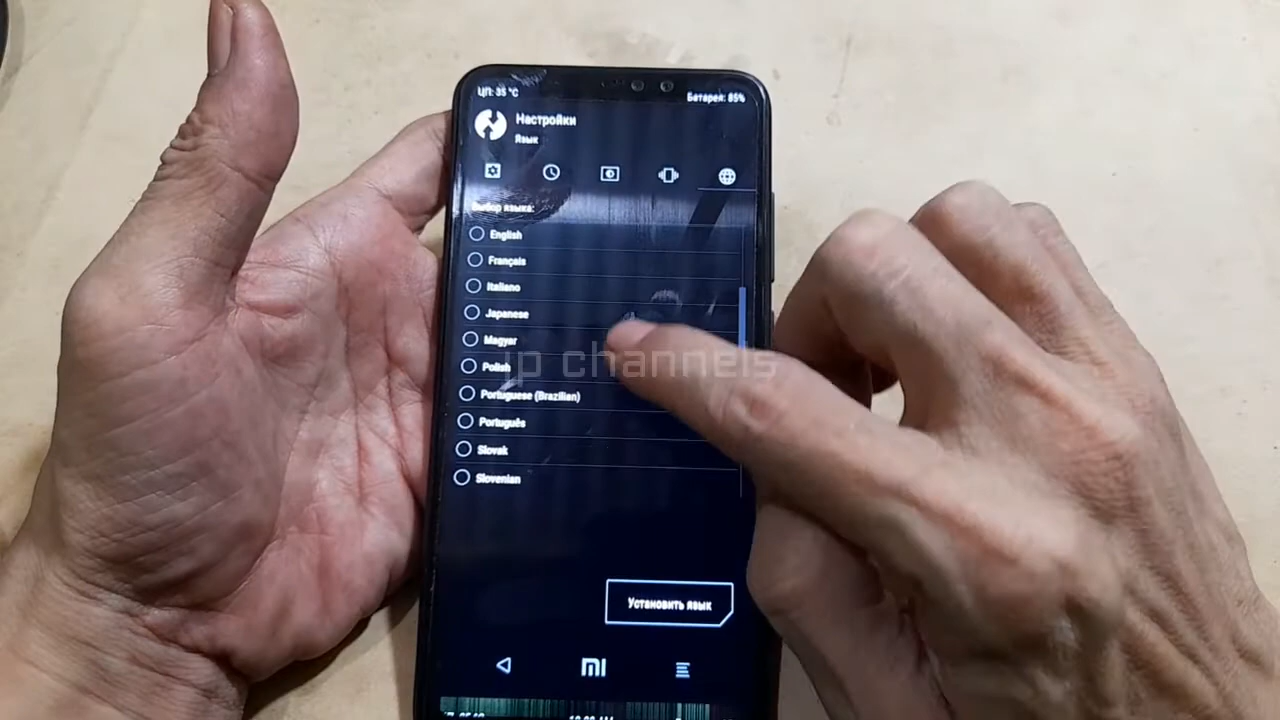 ЦП: 35 °C
Батарея: 85%
Настройки
Язык
Выбор языка:
English
Français
Italiano
Japanese
Magyar
Polish
jp channels
Portuguese (Brazilian)
Português
Slovak
Slovenian
Установить язык
MI